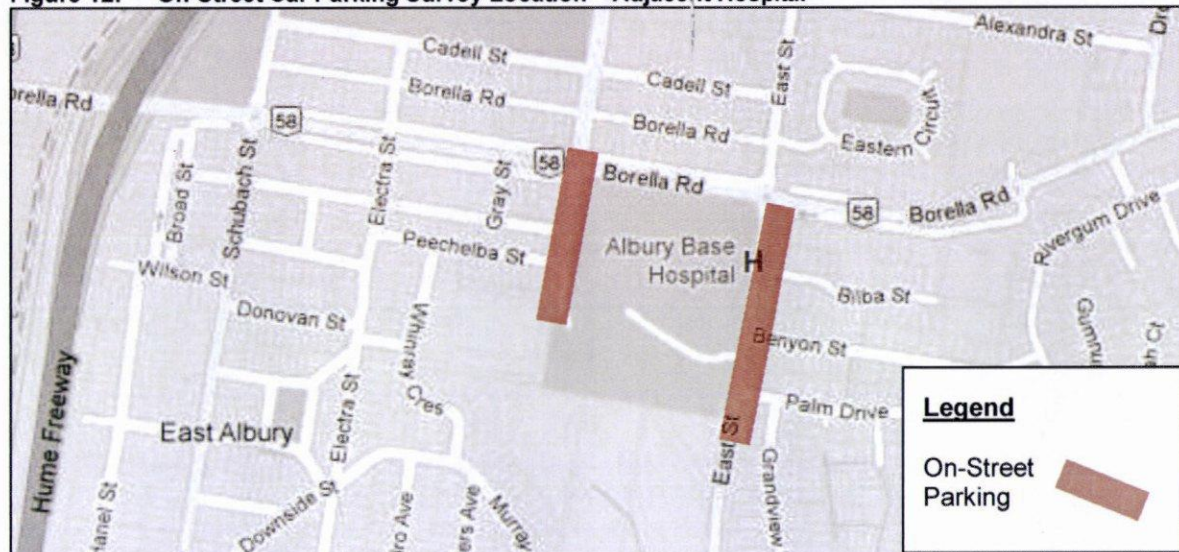 On-Street Car Parking Survey Location
Hospital
Alexandra St
Cadell St
Cadell St
East St
Borella Rd
Borella Rd
Borella Rd
Eastern Circuit
58
58
Borella Rd
58
Borella Rd
Broad St
Schubach St
Electra St
Gray St
Peechelba St
Albury Base
Hospital
H
Rivergum Drive
Wilson St
Donovan St
Bilba St
Benyon St
Cres
Palm Drive
East Albury
Electra St
Hume Freeway
East St
Grandview
Downside St
Murray
Legend
On-Street
Parking